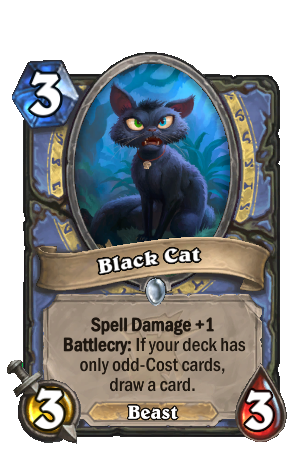 3
Black Cat
Spell Damage +1
Battlecry: If your deck has
only odd-Cost cards,
draw a card.
3
Beast
3